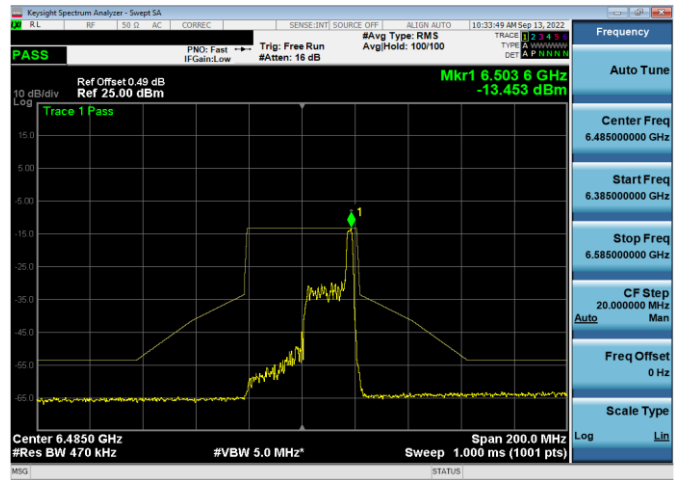 Keysight Spectrum Analyzer - Swept SA
RL RF 50 Ω AC CORREC SENSE:INT SOURCE OFF ALIGN AUTO 10:33:49 AM Sep 13, 2022
#Avg Type: RMS TRACE 1 2 3 4 5 6
PNO: Fast Trig: Free Run Avg|Hold: 100/100 TYPE A WWWWW
PASS IFGain:Low #Atten: 16 dB DET A P N N N N
Mkr1 6.503 6 GHz
Ref Offset 0.49 dB
10 dB/div Ref 25.00 dBm -13.453 dBm
Log
Trace 1 Pass
15.0
5.00
1
-5.00
-15.0
-25.0
-35.0
-45.0
-55.0
-65.0
Center 6.4850 GHz Span 200.0 MHz
#Res BW 470 kHz #VBW 5.0 MHz* Sweep 1.000 ms (1001 pts)
MSG STATUS
Frequency
Auto Tune
Center Freq
6.485000000 GHz
Start Freq
6.385000000 GHz
Stop Freq
6.585000000 GHz
CF Step
20.000000 MHz
Auto Man
Freq Offset
0 Hz
Scale Type
Log Lin